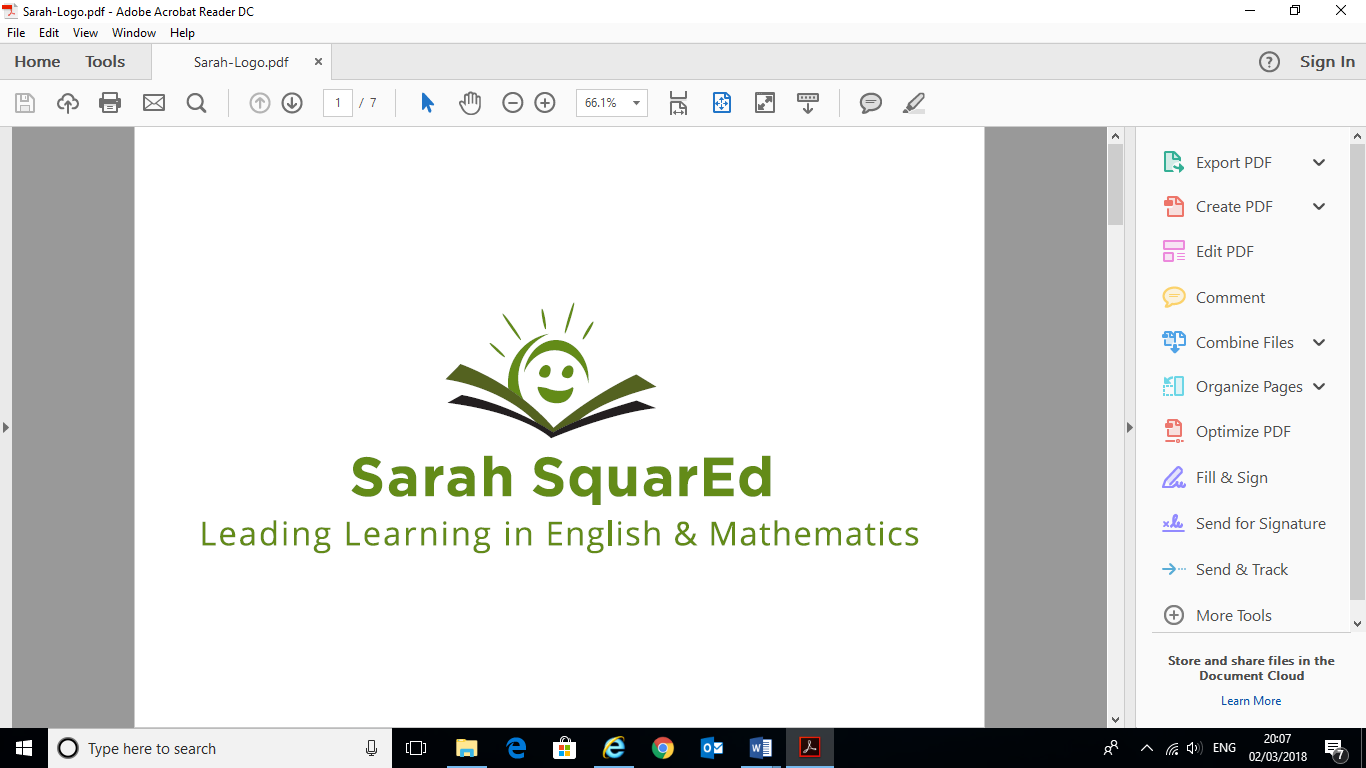 Sarah-Logo.pdf - Adobe Acrobat Reader DC
File Edit View Window Help
Home Tools Sarah-Logo.pdf × ? Sign In
1 / 7 66.1%
Export PDF
Create PDF
Edit PDF
Comment
Combine Files
Organize Pages
Optimize PDF
Fill & Sign
Send for Signature
Send & Track
More Tools
Store and share files in the
Document Cloud
Learn More
Sarah SquarEd
Leading Learning in English & Mathematics
Type here to search
ENG
20:07
02/03/2018
7